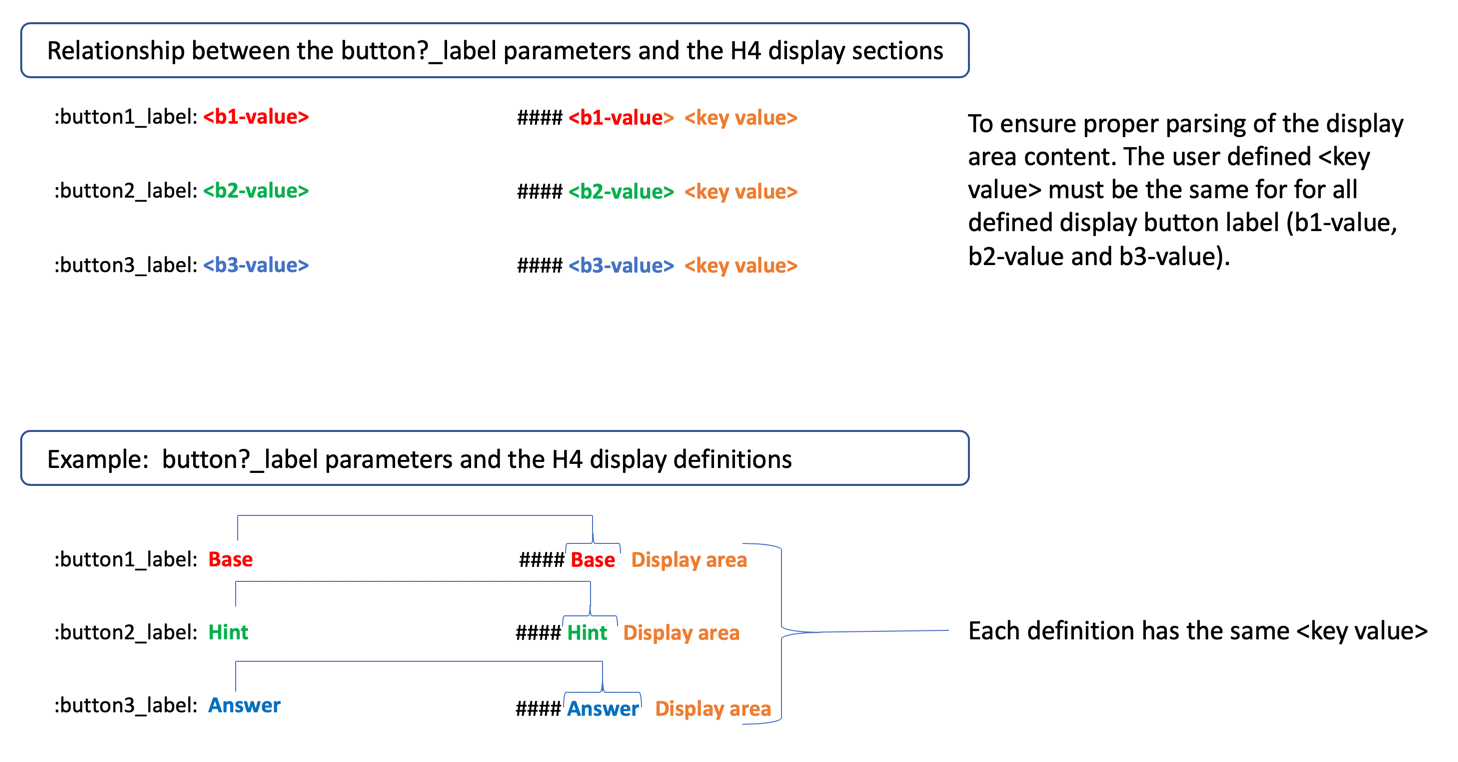 Relationship between the button?_label parameters and the H4 display sections
:button1_label: <b1-value> #### <b1-value> <key value>
:button2_label: <b2-value> #### <b2-value> <key value>
:button3_label: <b3-value> #### <b3-value> <key value>
To ensure proper parsing of the display
area content. The user defined <key
value> must be the same for for all
defined display button label (b1-value,
b2-value and b3-value).
Example: button?_label parameters and the H4 display definitions
:button1_label: Base #### Base Display area
:button2_label: Hint #### Hint Display area
:button3_label: Answer #### Answer Display area
Each definition has the same <key value>